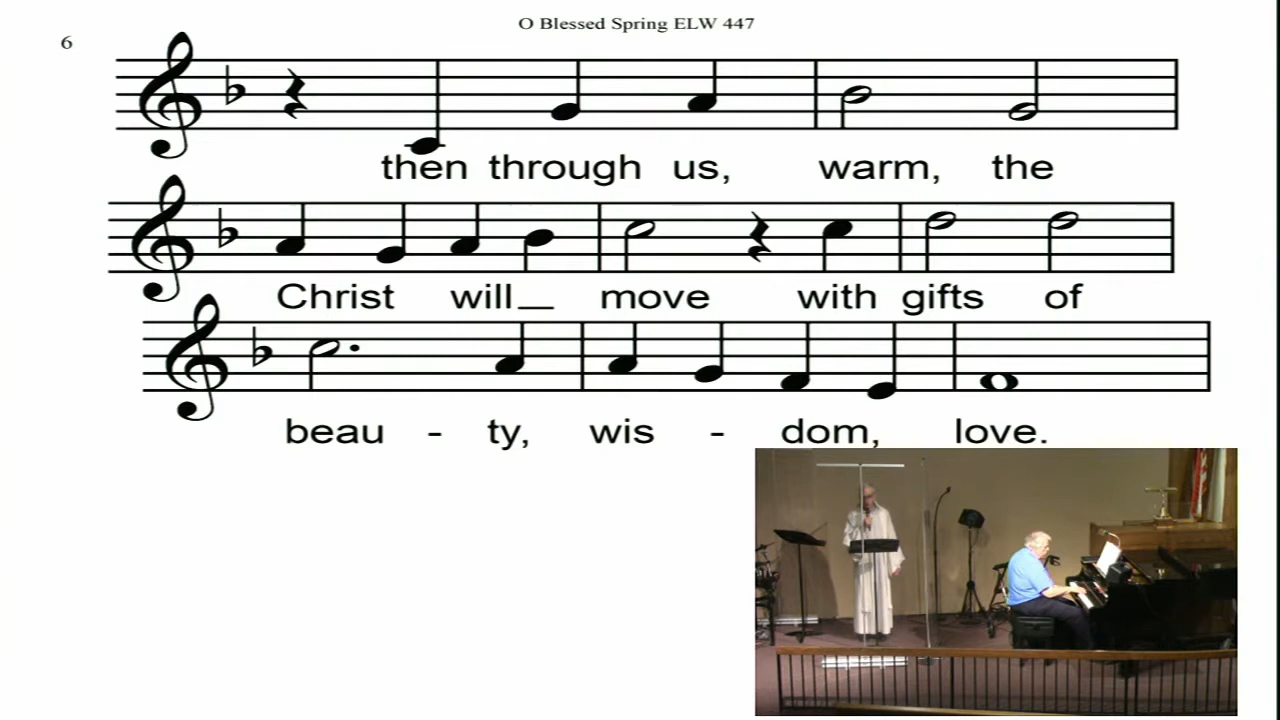 O Blessed Spring ELW 447
6
then through us, warm, the
Christ will__ move with gifts of
beau - ty, wis - dom, love.